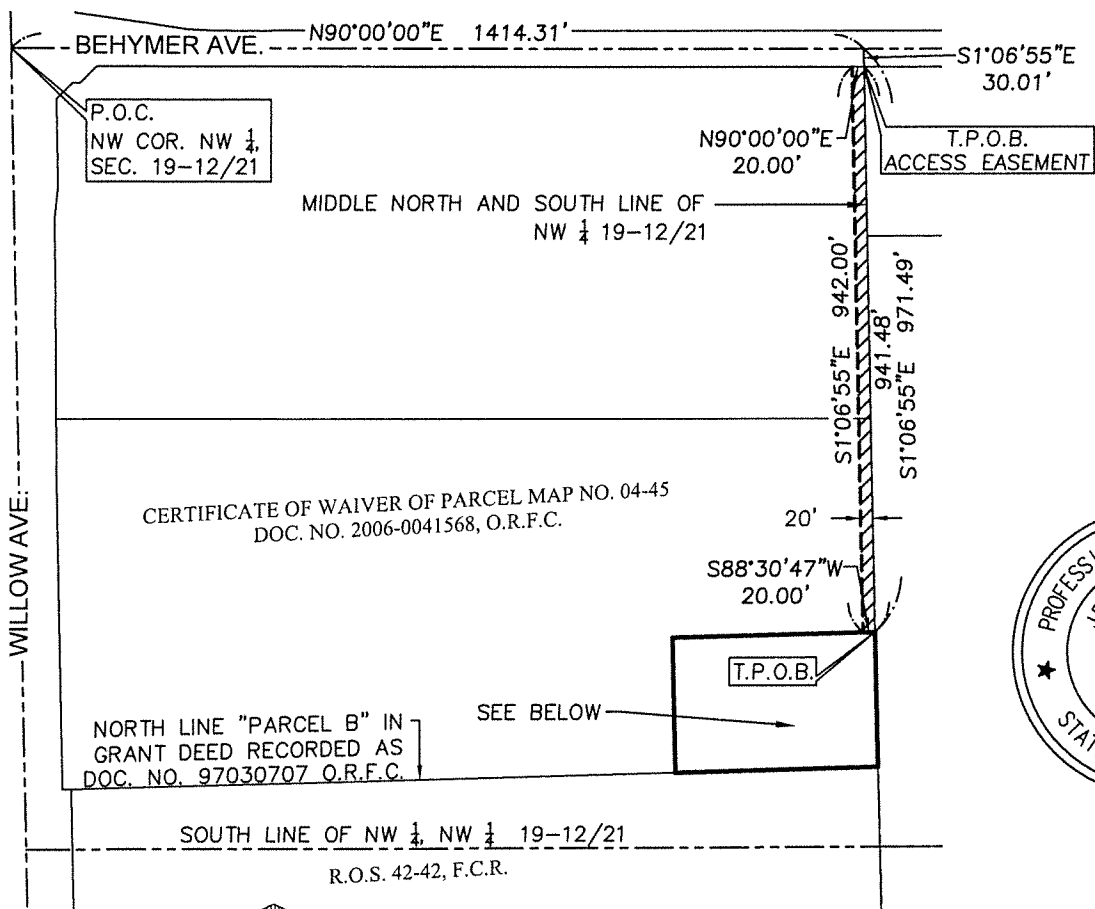 BEHYMER AVE.
N90°00'00"E 1414.31'
S1°06'55"E
30.01'
P.O.C.
NW COR. NW 1/4,
SEC. 19-12/21
N90°00'00"E
20.00'
T.P.O.B.
ACCESS EASEMENT
MIDDLE NORTH AND SOUTH LINE OF
NW 1/4 19-12/21
S1°06'55"E 942.00'
941.48'
S1°06'55"E 971.49'
CERTIFICATE OF WAIVER OF PARCEL MAP NO. 04-45
DOC. NO. 2006-0041568, O.R.F.C.
20'
S88°30'47"W
20.00'
WILLOW AVE.
T.P.O.B.
SEE BELOW
NORTH LINE "PARCEL B" IN
GRANT DEED RECORDED AS
DOC. NO. 97030707 O.R.F.C.
SOUTH LINE OF NW 1/4, NW 1/4 19-12/21
R.O.S. 42-42, F.C.R.